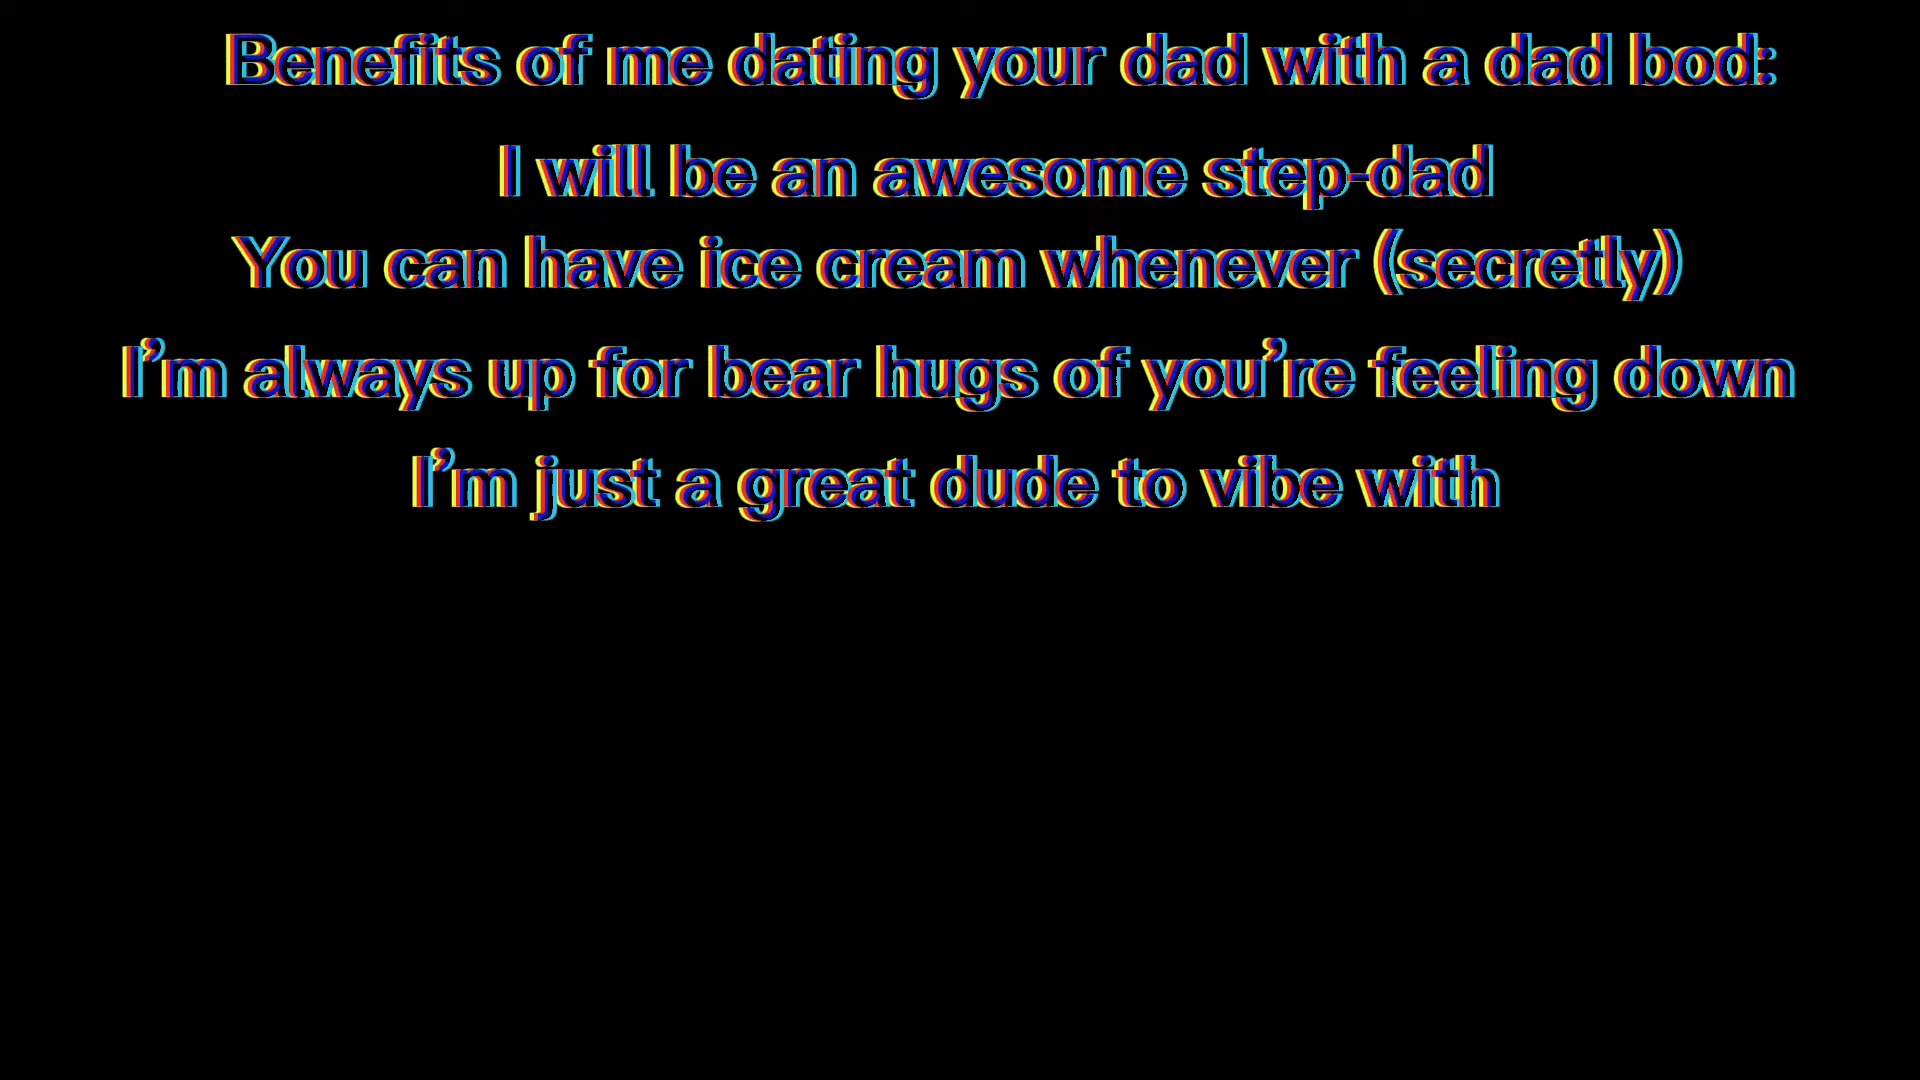 Benefits of me dating your dad with a dad bod:
I will be an awesome step-dad
You can have ice cream whenever (secretly)
I’m always up for bear hugs of you’re feeling down
I’m just a great dude to vibe with